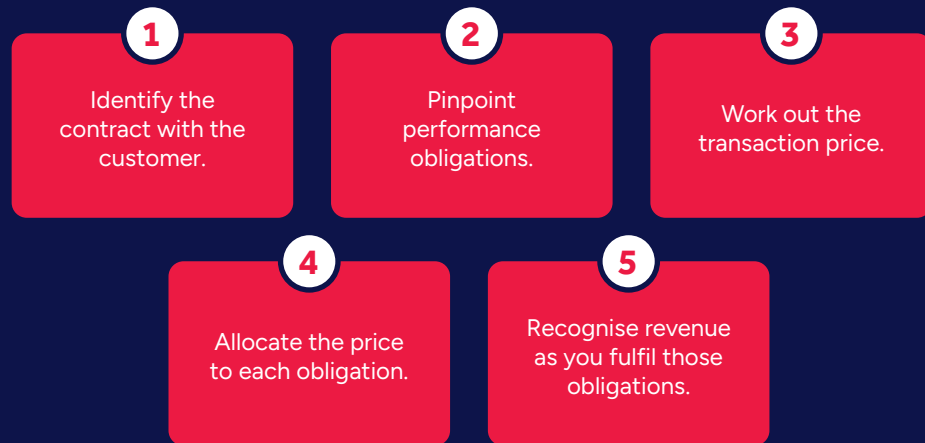 1
Identify the
contract with the
customer.
2
Pinpoint
performance
obligations.
3
Work out the
transaction price.
4
Allocate the price
to each obligation.
5
Recognise revenue
as you fulfil those
obligations.